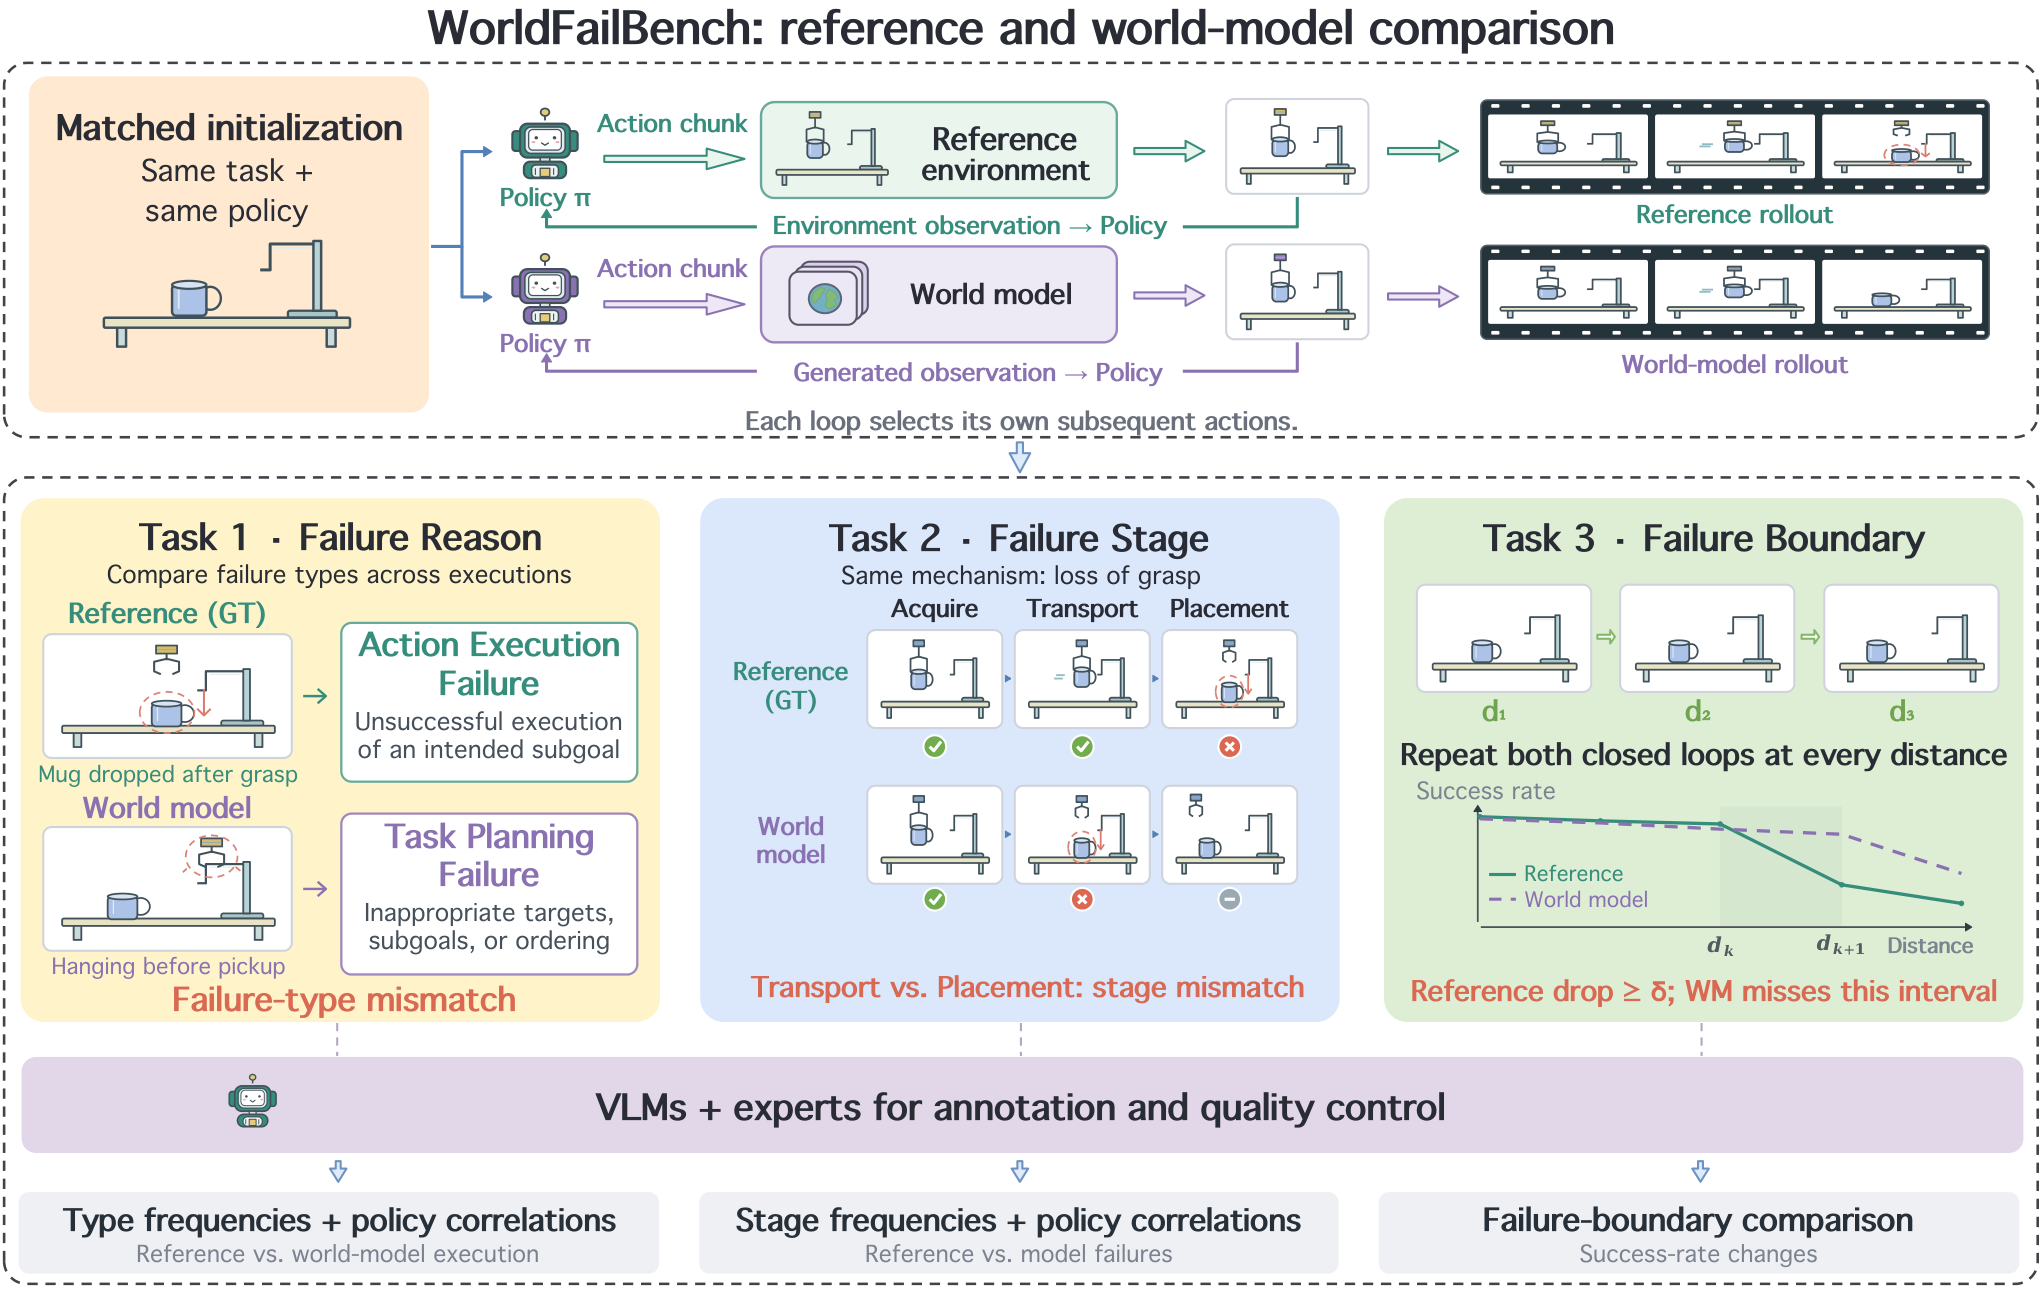 WorldFailBench: reference and world-model comparison
Matched initialization
Same task +
same policy
Policy π
Action chunk
Reference
environment
Environment observation → Policy
Reference rollout
Policy π
Action chunk
World model
Generated observation → Policy
World-model rollout
Each loop selects its own subsequent actions.
Task 1 · Failure Reason
Compare failure types across executions
Reference (GT)
Mug dropped after grasp
Action Execution
Failure
Unsuccessful execution
of an intended subgoal
World model
Hanging before pickup
Task Planning
Failure
Inappropriate targets,
subgoals, or ordering
Failure-type mismatch
Task 2 · Failure Stage
Same mechanism: loss of grasp
Acquire Transport Placement
Reference
(GT)
World
model
Transport vs. Placement: stage mismatch
Task 3 · Failure Boundary
d₁ d₂ d₃
Repeat both closed loops at every distance
Success rate
Reference
World model
dₖ dₖ₊₁ Distance
Reference drop ≥ δ; WM misses this interval
VLMs + experts for annotation and quality control
Type frequencies + policy correlations
Reference vs. world-model execution
Stage frequencies + policy correlations
Reference vs. model failures
Failure-boundary comparison
Success-rate changes